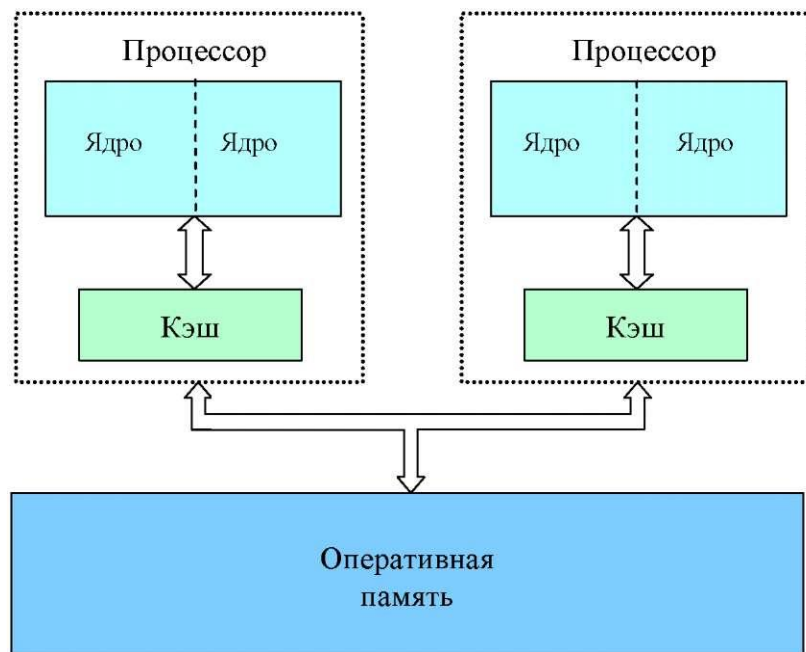 Процессор
Ядро
Ядро
Кэш
Процессор
Ядро
Ядро
Кэш
Оперативная
память